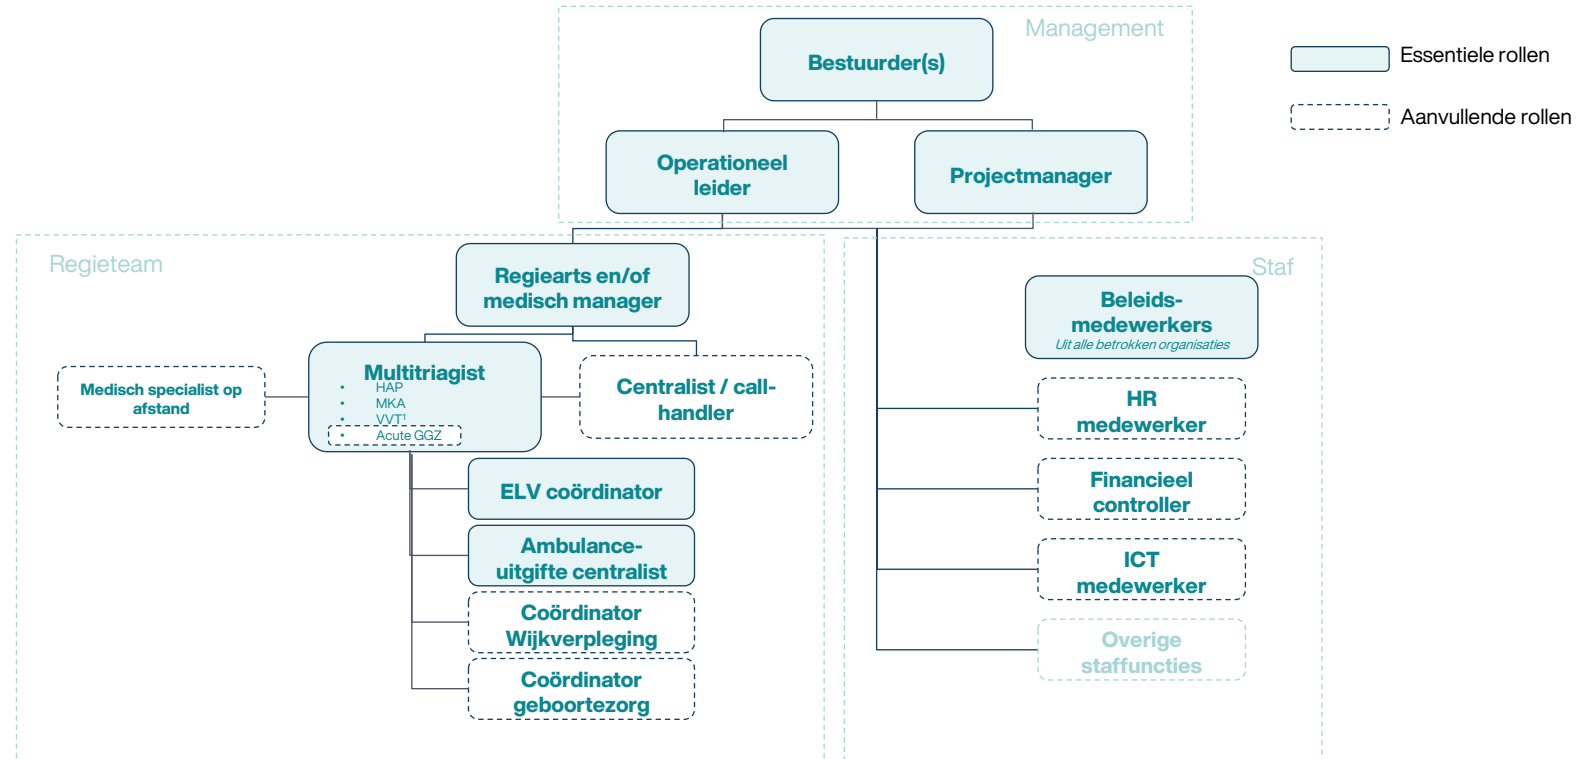 Management
Bestuurder(s)
Essentiele rollen
Aanvullende rollen
Operationeel
leider
Projectmanager
Regieteam
Regiearts en/of
medisch manager
Medisch specialist op
afstand
Multitriagist
• HAP
• MKA
• VVT¹
• Acute GGZ
Centralist / call-
handler
ELV coördinator
Ambulance-
uitgifte centralist
Coördinator
Wijkverpleging
Coördinator
geboortezorg
Staf
Beleids-
medewerkers
Uit alle betrokken organisaties
HR
medewerker
Financieel
controller
ICT
medewerker
Overige
staffuncties